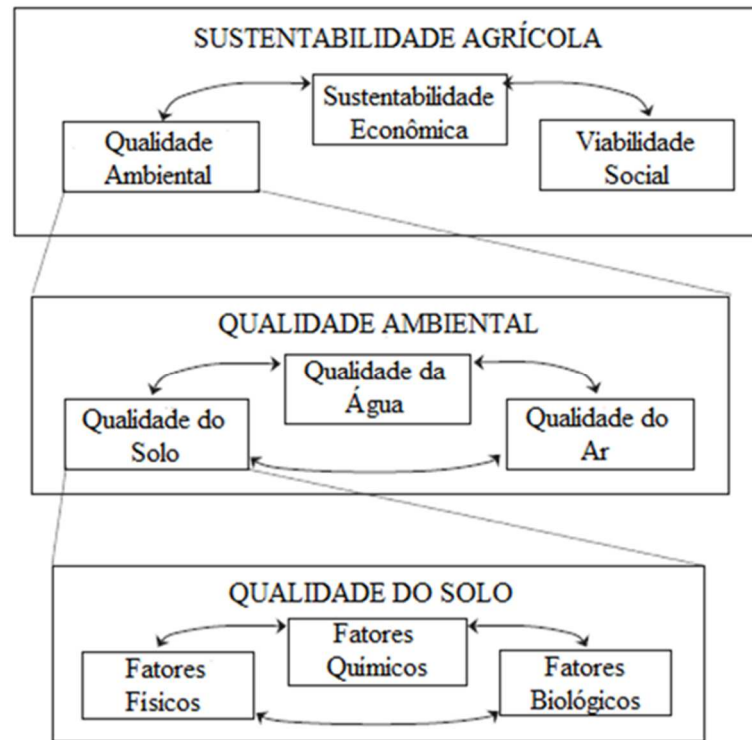 SUSTENTABILIDADE AGRÍCOLA
Sustentabilidade
Econômica
Qualidade
Ambiental
Viabilidade
Social
QUALIDADE AMBIENTAL
Qualidade da
Água
Qualidade do
Solo
Qualidade do
Ar
QUALIDADE DO SOLO
Fatores
Químicos
Fatores
Físicos
Fatores
Biológicos